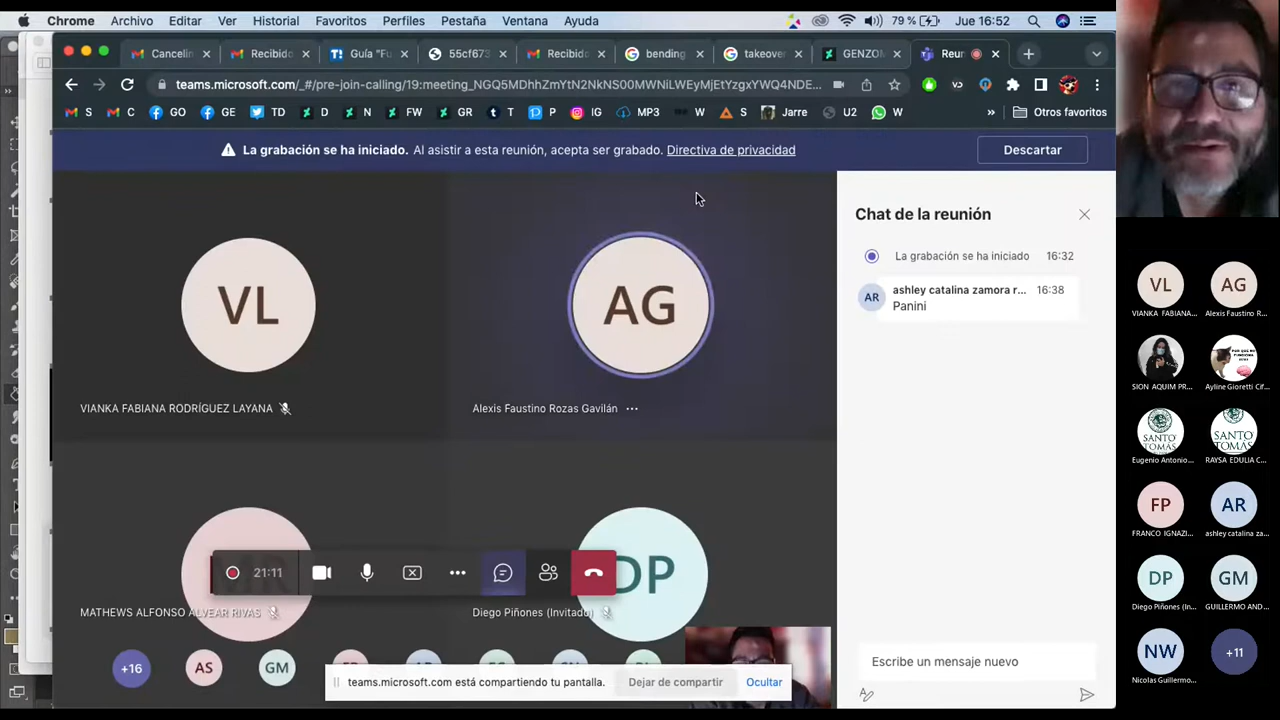 Chrome Archivo Editar Ver Historial Favoritos Perfiles Pestaña Ventana Ayuda 79 % Jue 16:52
Cancelin Recibido Guía "Fu 55cf673 Recibido bending takeover GENZON Reun
teams.microsoft.com/_#/pre-join-calling/19:meeting_NGQ5MDhhZmYtN2NkNS00MWNiLWEyMjEtYzgxYWQ4NDE...
S C GO GE TD D N FW GR T P IG MP3 W S Jarre U2 W » Otros favoritos
La grabación se ha iniciado. Al asistir a esta reunión, acepta ser grabado. Directiva de privacidad Descartar
VL
AG
VIANKA FABIANA RODRÍGUEZ LAYANA
Alexis Faustino Rozas Gavilán ...
DP
21:11
MATHEWS ALFONSO ALVEAR RIVAS
Diego Piñones (Invitado)
+16 AS GM
teams.microsoft.com está compartiendo tu pantalla. Dejar de compartir Ocultar
Chat de la reunión
La grabación se ha iniciado 16:32
AR ashley catalina zamora r... 16:38
Panini
Escribe un mensaje nuevo
VL AG
VIANKA FABIANA... Alexis Faustino R...
SION AQUIM PR... Ayline Gioretti Cif...
SANTO TOMÁS SANTO TOMÁS
Eugenio Antonio... RAYSA EDULIA C...
FP AR
FRANCO IGNAZI... ashley catalina za...
DP GM
Diego Piñones (In... GUILLERMO AND...
NW +11
Nicolas Guillermo...